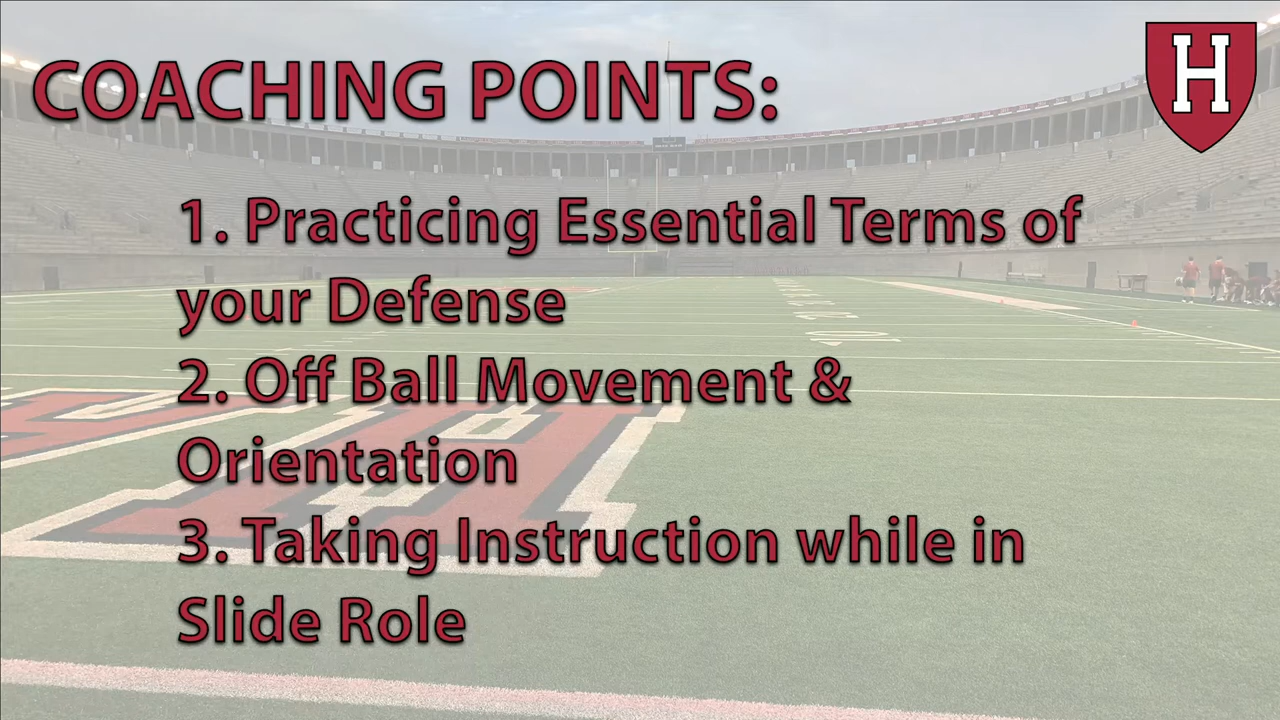 COACHING POINTS:
H
1. Practicing Essential Terms of
your Defense
2. Off Ball Movement &
Orientation
3. Taking Instruction while in
Slide Role